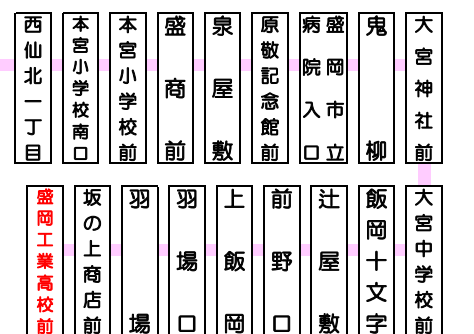 西仙北一丁目
本宮小学校南口
本宮小学校前
盛商前
泉屋敷
原敬記念館前
盛岡市立病院入口
鬼柳
大宮神社前
盛岡工業高校前
坂の上商店前
羽場
羽場口
上飯岡
前野口
辻屋敷
飯岡十文字
大宮中学校前